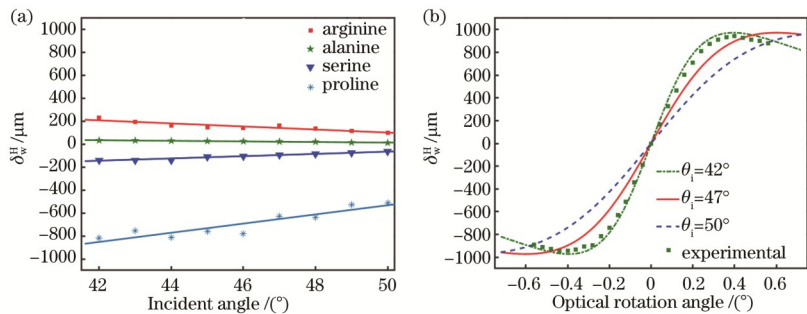 (a)
1000
800
600
400
200
0
−200
−400
−600
−800
−1000
δ_w^H /μm
arginine
alanine
serine
proline
42 44 46 48 50
Incident angle /(°)
(b)
1000
800
600
400
200
0
−200
−400
−600
−800
−1000
δ_w^H /μm
θ_i=42°
θ_i=47°
θ_i=50°
experimental
−0.6 −0.4 −0.2 0 0.2 0.4 0.6
Optical rotation angle /(°)